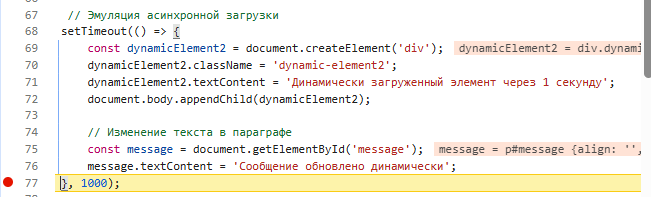 67 // Эмуляция асинхронной загрузки
68 setTimeout(() => {
69 const dynamicElement2 = document.createElement('div'); dynamicElement2 = div.dynami
70 dynamicElement2.className = 'dynamic-element2';
71 dynamicElement2.textContent = 'Динамически загруженный элемент через 1 секунду';
72 document.body.appendChild(dynamicElement2);
73
74 // Изменение текста в параграфе
75 const message = document.getElementById('message'); message = p#message {align: '',
76 message.textContent = 'Сообщение обновлено динамически';
77 }, 1000);